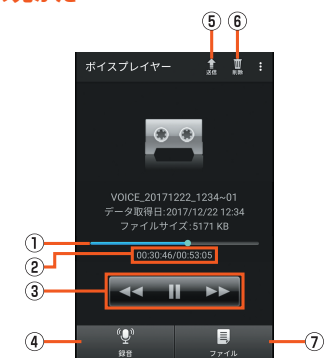 ⑤ ⑥
ボイスプレイヤー 送信 削除
VOICE_20171222_1234~01
データ取得日:2017/12/22 12:34
ファイルサイズ:5171 KB
①
② 00:30:46/00:53:05
③
④ 録音 ファイル ⑦